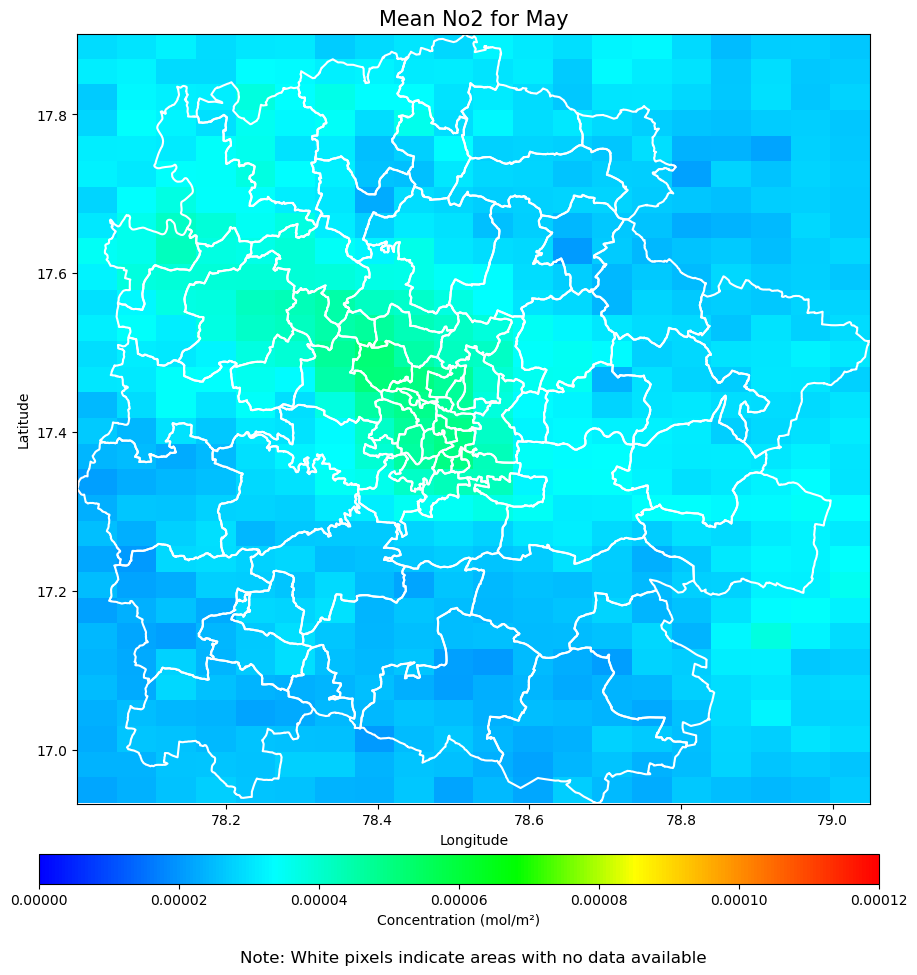 Mean No2 for May
17.8
17.6
17.4
17.2
17.0
Latitude
78.2 78.4 78.6 78.8 79.0
Longitude
0.00000 0.00002 0.00004 0.00006 0.00008 0.00010 0.00012
Concentration (mol/m²)
Note: White pixels indicate areas with no data available